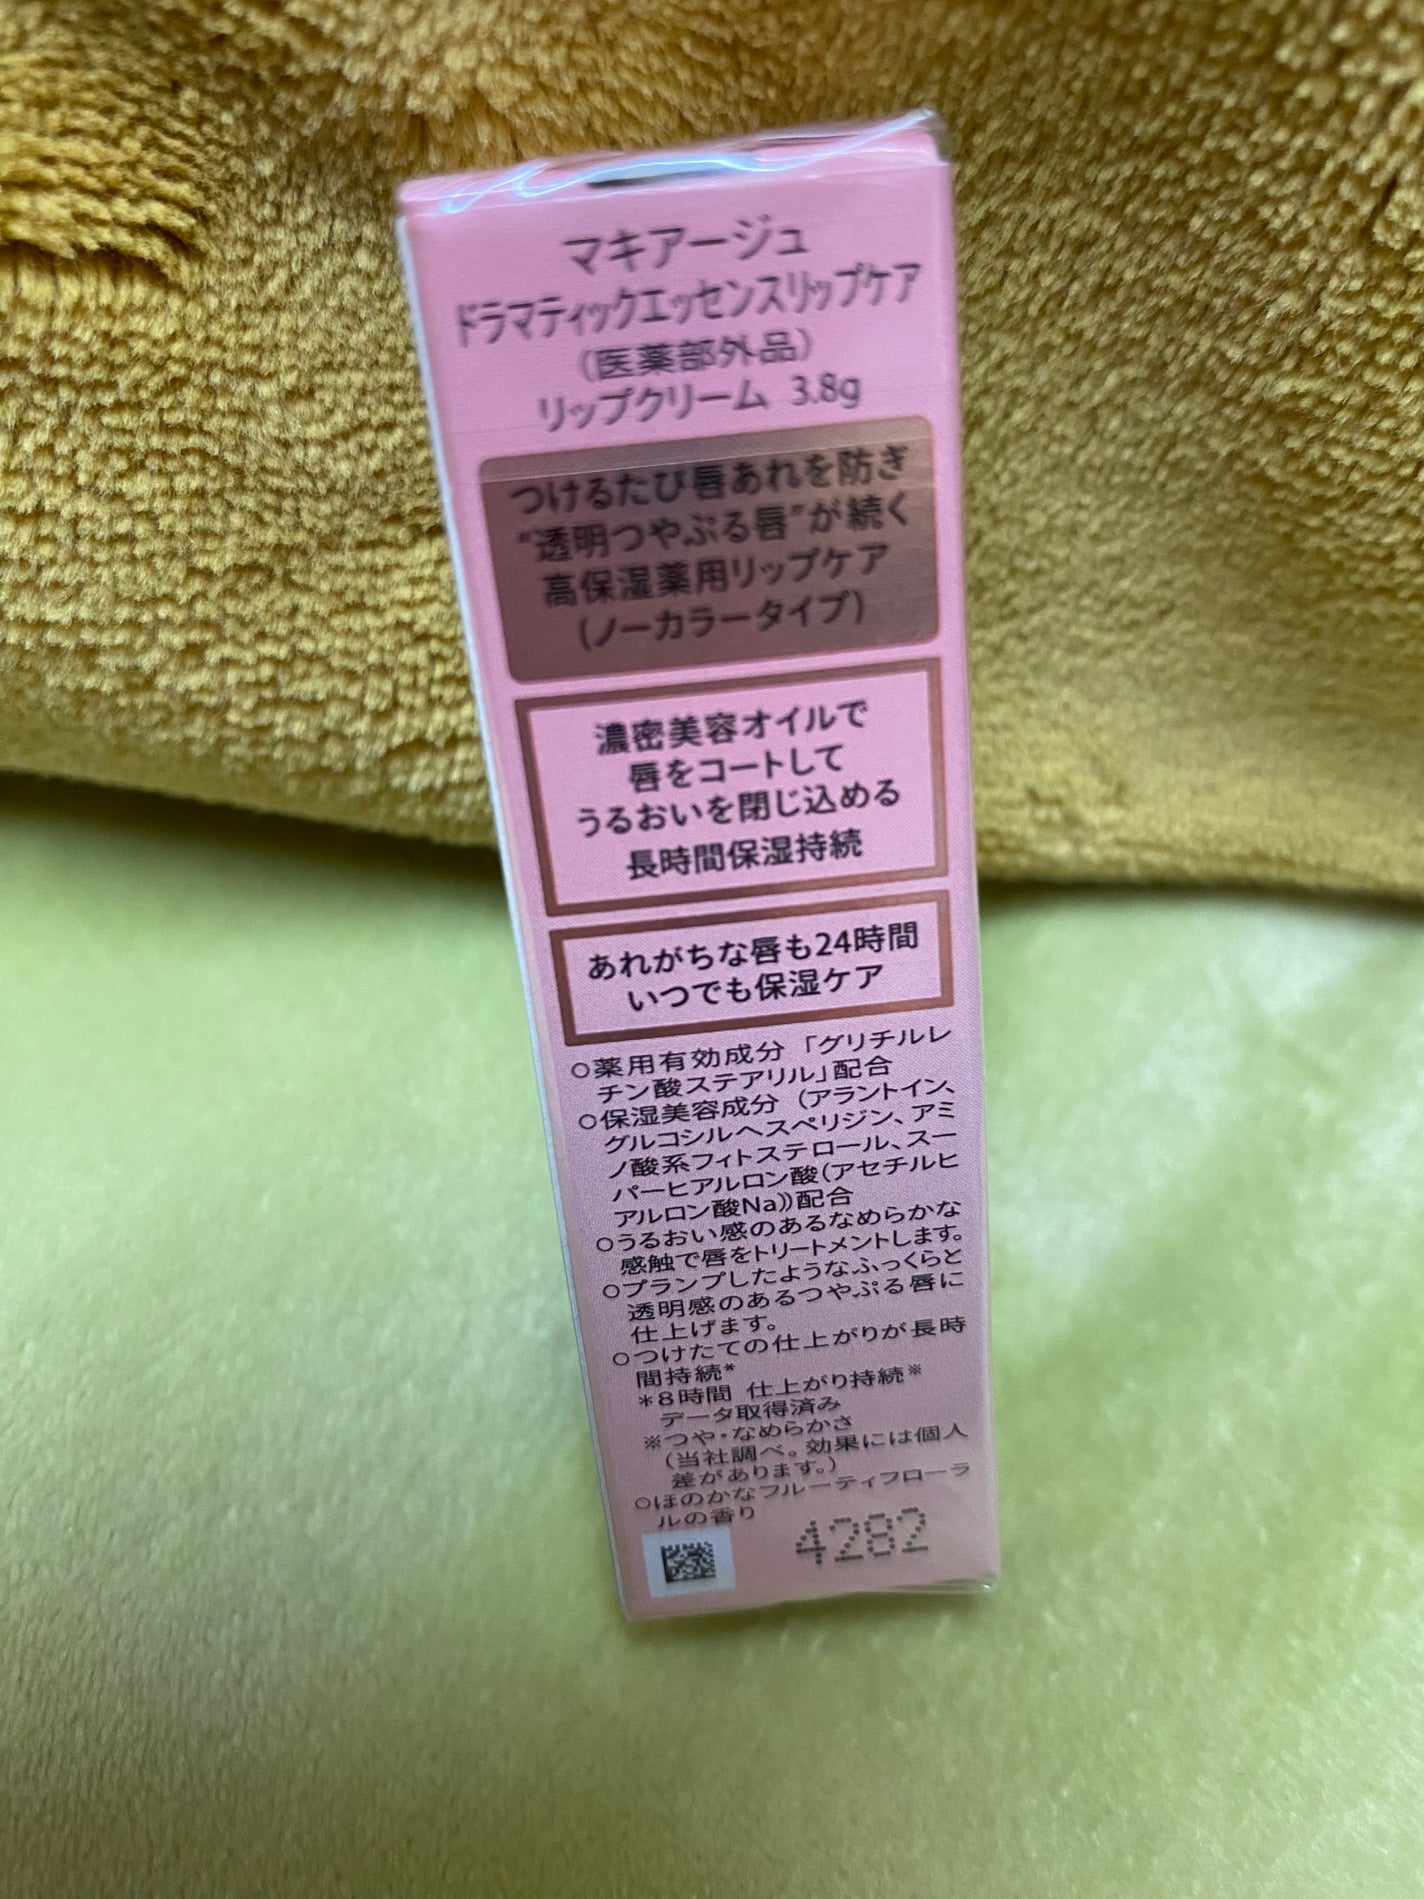 マキアージュ
ドラマティックエッセンスリップケア
(医薬部外品)
リップクリーム 3.8g
つけるたび唇あれを防ぎ
"透明つやぷる唇"が続く
高保湿薬用リップケア
(ノーカラータイプ)
濃密美容オイルで
唇をコートして
うるおいを閉じ込める
長時間保湿持続
あれがちな唇も24時間
いつでも保湿ケア
○薬用有効成分「グリチルレ
チン酸ステアリル」配合
○保湿美容成分(アラントイン、
グルコシルヘスペリジン、アミ
ノ酸系フィトステロール、スー
パーヒアルロン酸(アセチルヒ
アルロン酸Na))配合
○うるおい感のあるなめらかな
感触で唇をトリートメントします。
○プランプしたようなふっくらと
透明感のあるつやぷる唇に
仕上げます。
○つけたての仕上がりが長時
間持続*
*8時間 仕上がり持続※
データ取得済み
※つや・なめらかさ
(当社調べ。効果には個人
差があります。)
○ほのかなフルーティフローラ
ルの香り
4282